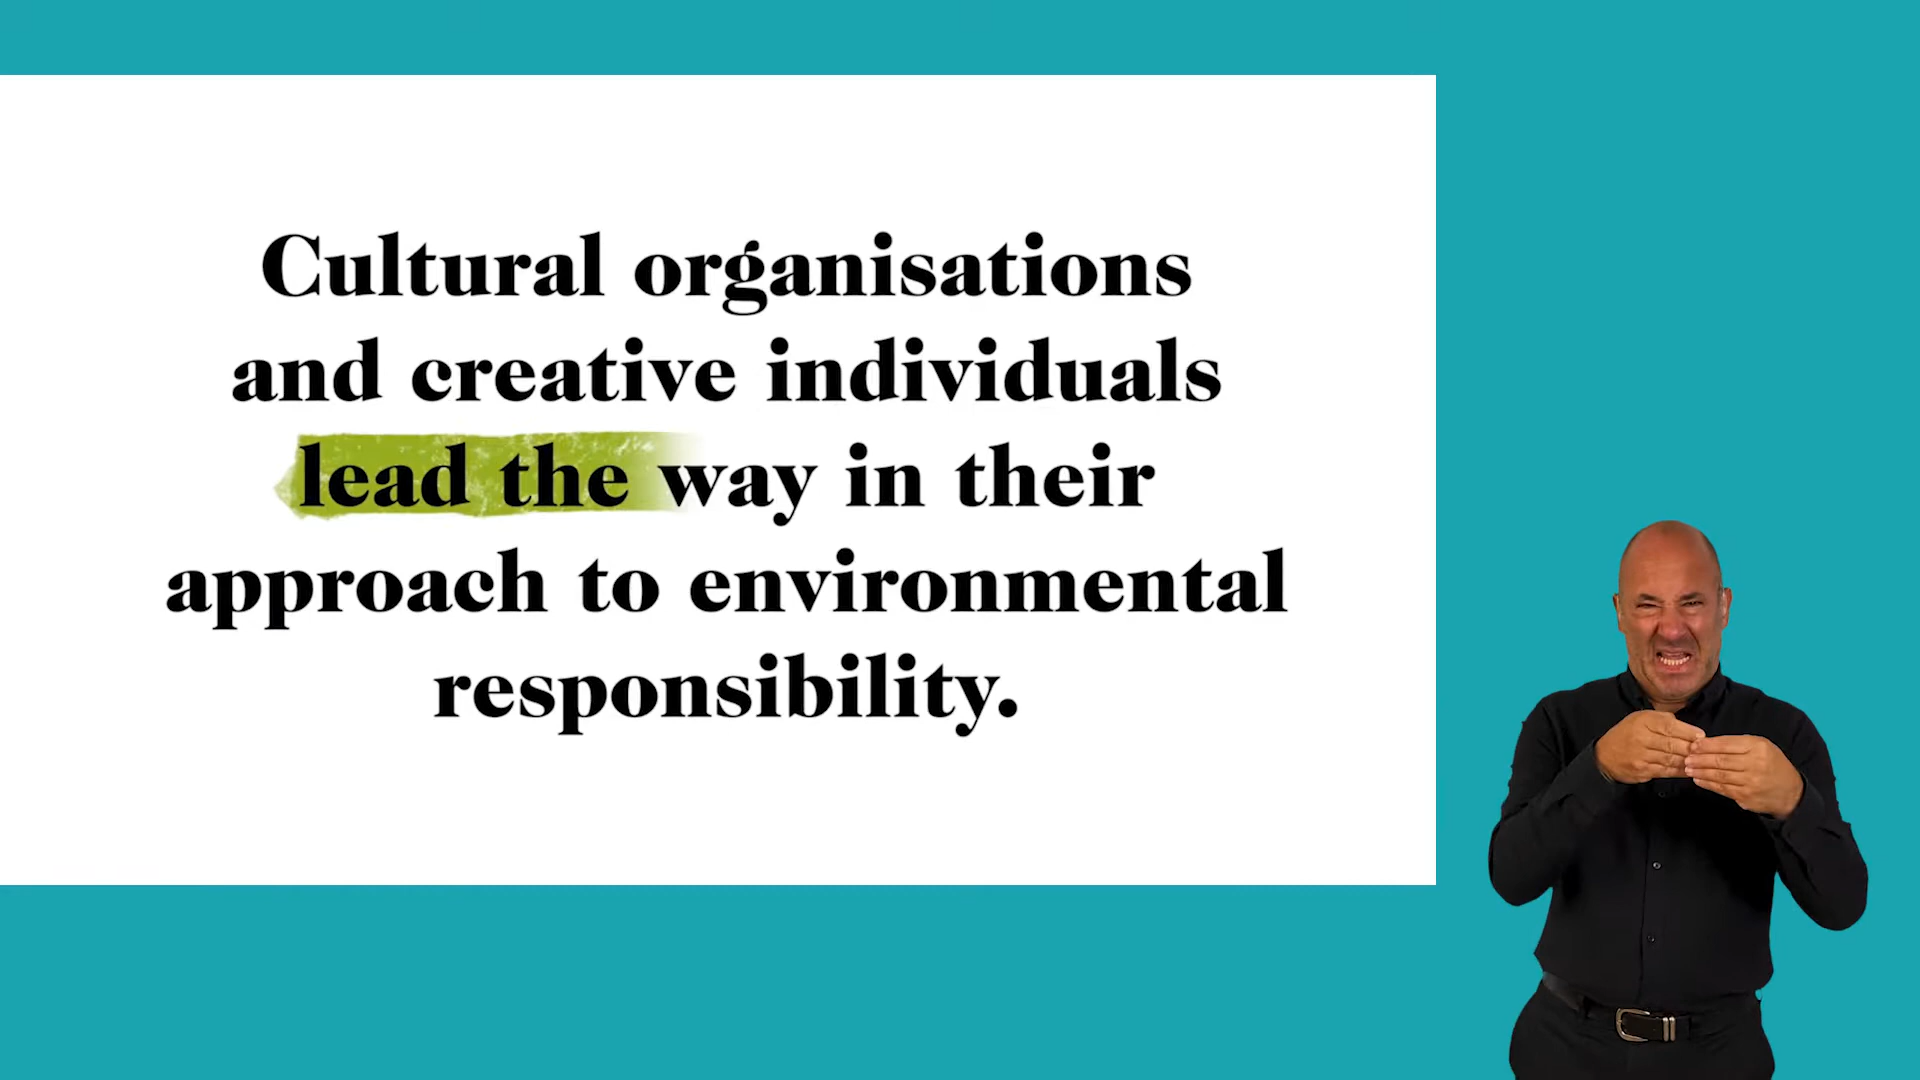 Cultural organisations
and creative individuals
lead the way in their
approach to environmental
responsibility.